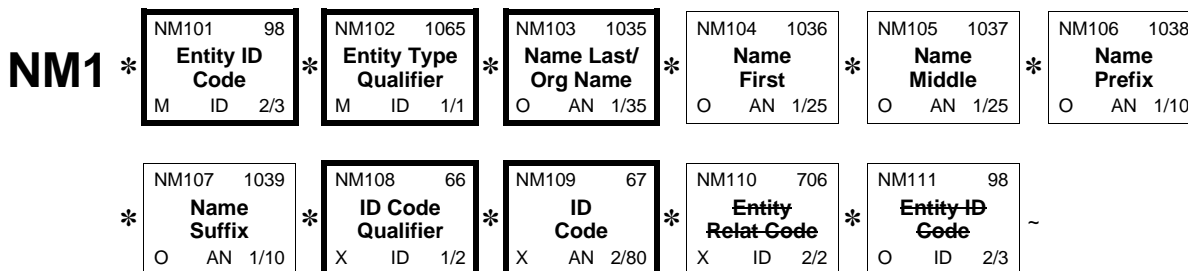 NM101 98 NM102 1065 NM103 1035 NM104 1036 NM105 1037 NM106 1038
NM1 * Entity ID * Entity Type * Name Last/ * Name * Name * Name
Code Qualifier Org Name First Middle Prefix
M ID 2/3 M ID 1/1 O AN 1/35 O AN 1/25 O AN 1/25 O AN 1/10
NM107 1039 NM108 66 NM109 67 NM110 706 NM111 98
* Name * ID Code * ID * Entity * Entity ID ~
Suffix Qualifier Code Relat Code Code
O AN 1/10 X ID 1/2 X AN 2/80 X ID 2/2 O ID 2/3